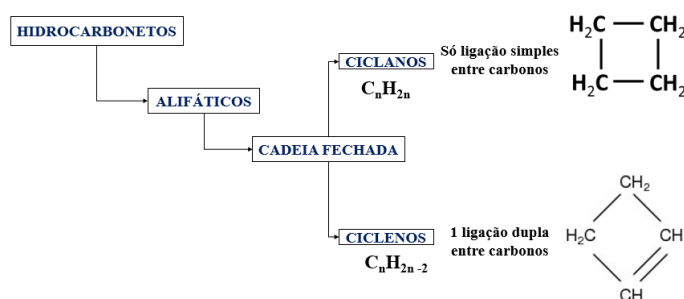 HIDROCARBONETOS
ALIFÁTICOS
CADEIA FECHADA
CICLANOS
CₙH₂ₙ
Só ligação simples
entre carbonos
H₂C — CH₂
H₂C — CH₂
CICLENOS
CₙH₂ₙ₋₂
1 ligação dupla
entre carbonos
CH₂
H₂C
CH
CH